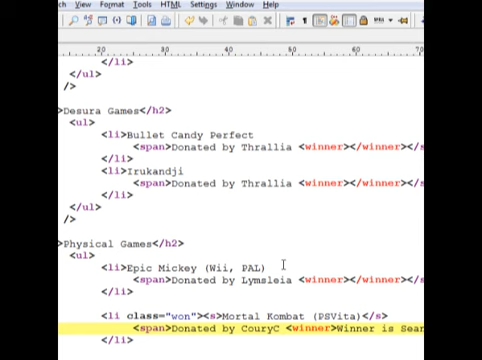 ch View Format Tools HTML Window Help
20 30 40 50 60 70
</li>
</ul>
/>
>Desura Games</h2>
<ul>
<li>Bullet Candy Perfect
<span>Donated by Thrallia <winner></winner></s
</li>
<li>Irukandji
<span>Donated by Thrallia <winner></winner></s
</li>
</ul>
/>
>Physical Games</h2>
<ul>
<li>Epic Mickey (Wii, PAL)
<span>Donated by Lymsleia <winner></winner></s
</li>
<li class="won"><s>Mortal Kombat (PSVita)</s>
<span>Donated by CouryC <winner>Winner is Sean
</li>